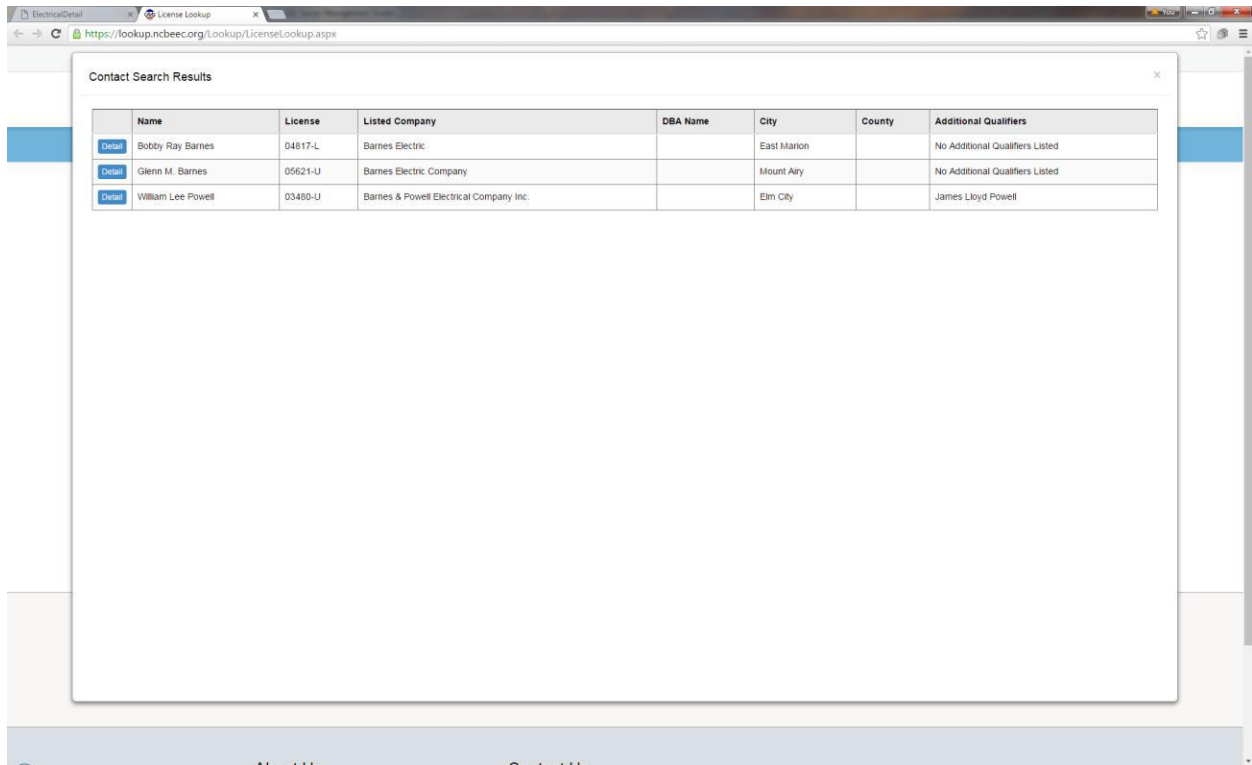 ElectricalDetail
License Lookup
You
https://lookup.ncbeec.org/Lookup/LicenseLookup.aspx
Contact Search Results
×
Name License Listed Company DBA Name City County Additional Qualifiers
Detail Bobby Ray Barnes 04817-L Barnes Electric East Marion No Additional Qualifiers Listed
Detail Glenn M. Barnes 05621-U Barnes Electric Company Mount Airy No Additional Qualifiers Listed
Detail William Lee Powell 03480-U Barnes & Powell Electrical Company Inc. Elm City James Lloyd Powell